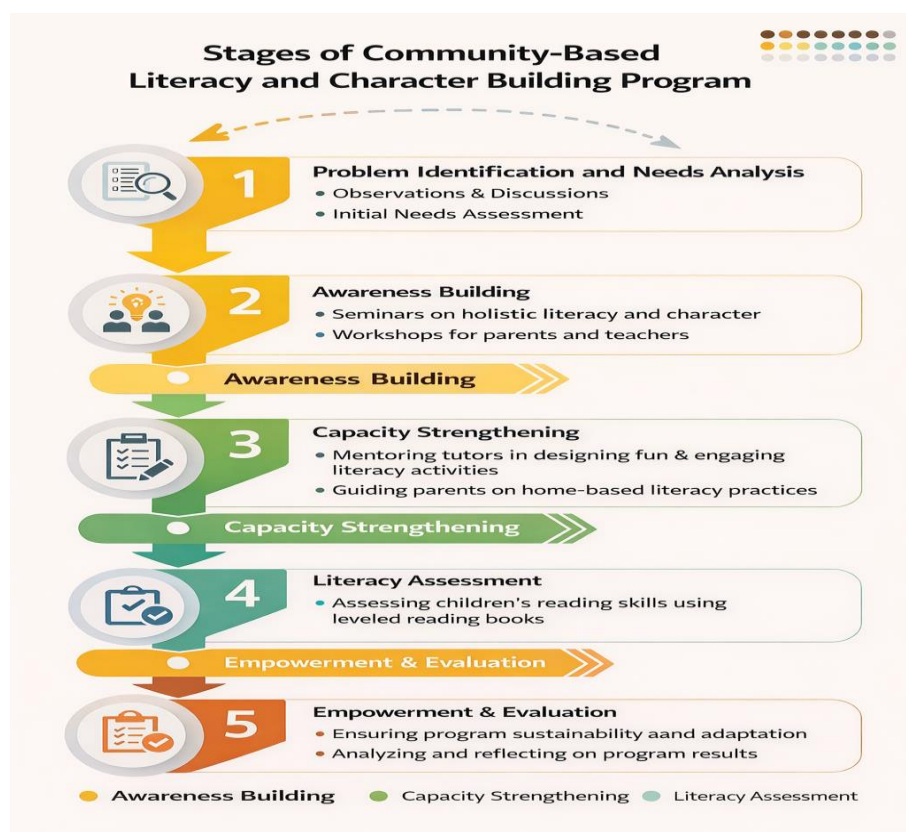 Stages of Community-Based
Literacy and Character Building Program
1
Problem Identification and Needs Analysis
• Observations & Discussions
• Initial Needs Assessment
2
Awareness Building
• Seminars on holistic literacy and character
• Workshops for parents and teachers
Awareness Building
3
Capacity Strengthening
• Mentoring tutors in designing fun & engaging
literacy activities
• Guiding parents on home-based literacy practices
Capacity Strengthening
4
Literacy Assessment
• Assessing children's reading skills using
leveled reading books
Empowerment & Evaluation
5
Empowerment & Evaluation
• Ensuring program sustainability aand adaptation
• Analyzing and reflecting on program results
Awareness Building Capacity Strengthening Literacy Assessment